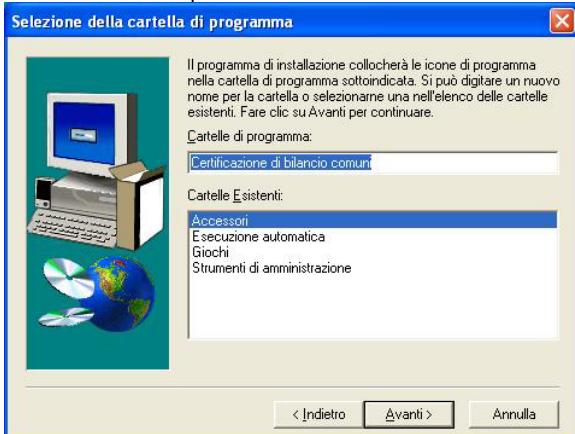 Selezione della cartella di programma
Il programma di installazione collocherà le icone di programma
nella cartella di programma sottoindicata. Si può digitare un nuovo
nome per la cartella o selezionarne una nell'elenco delle cartelle
esistenti. Fare clic su Avanti per continuare.
Cartelle di programma:
Certificazione di bilancio comuni
Cartelle Esistenti:
Accessori
Esecuzione automatica
Giochi
Strumenti di amministrazione
< Indietro
Avanti >
Annulla